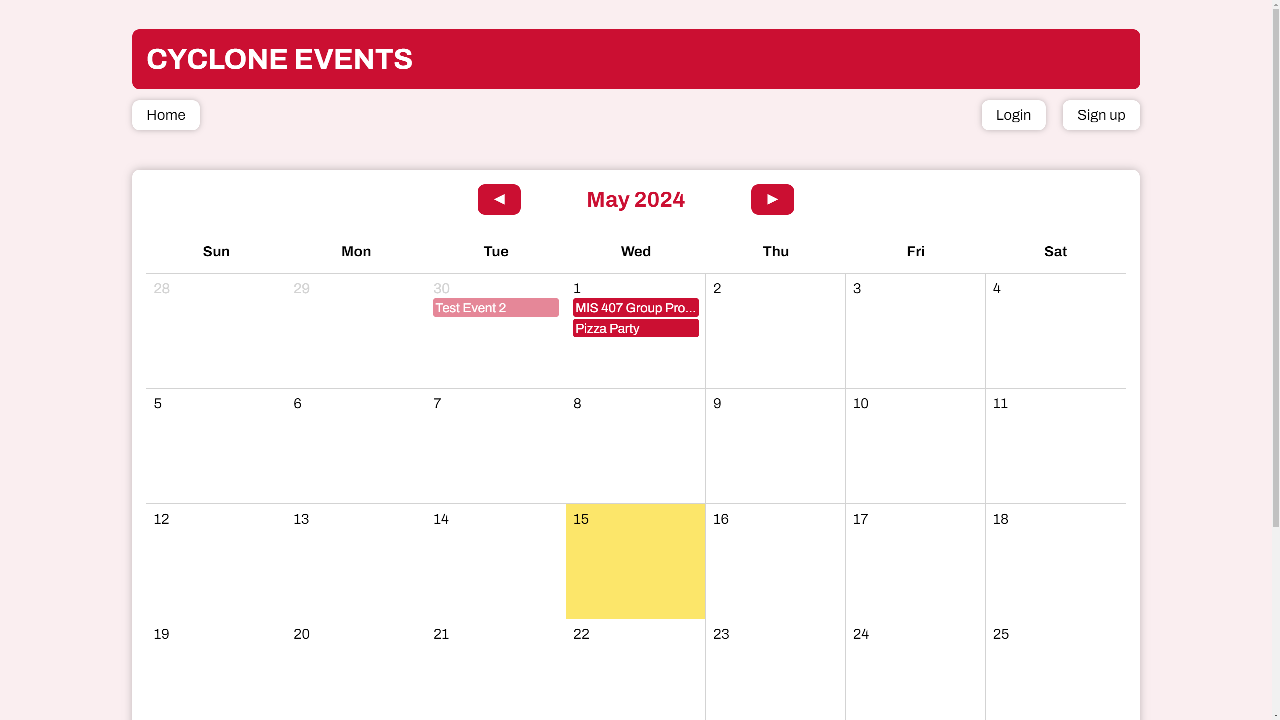 CYCLONE EVENTS
Home Login Sign up
◄ May 2024 ►
Sun Mon Tue Wed Thu Fri Sat
28 29 30 1 2 3 4
Test Event 2 MIS 407 Group Pro...
Pizza Party
5 6 7 8 9 10 11
12 13 14 15 16 17 18
19 20 21 22 23 24 25